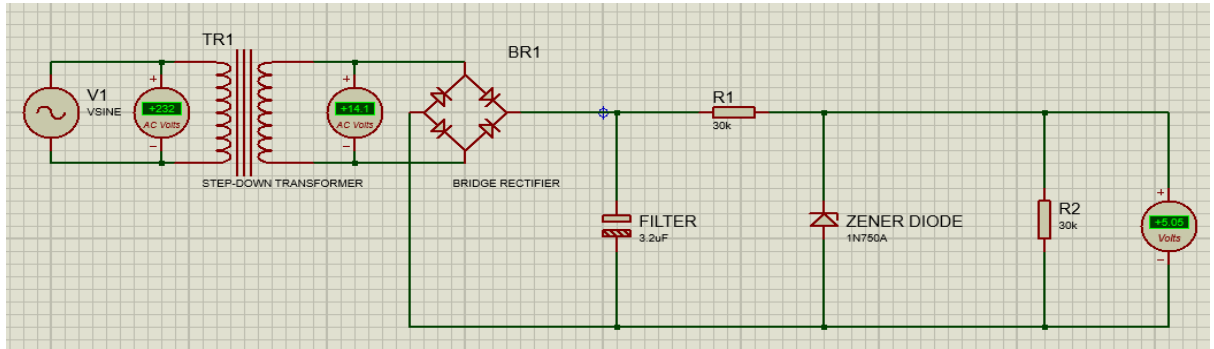 TR1
BR1
V1
VSINE
+232
AC Volts
+14.1
AC Volts
R1
30k
STEP-DOWN TRANSFORMER
BRIDGE RECTIFIER
FILTER
3.2uF
ZENER DIODE
1N750A
R2
30k
+5.05
Volts